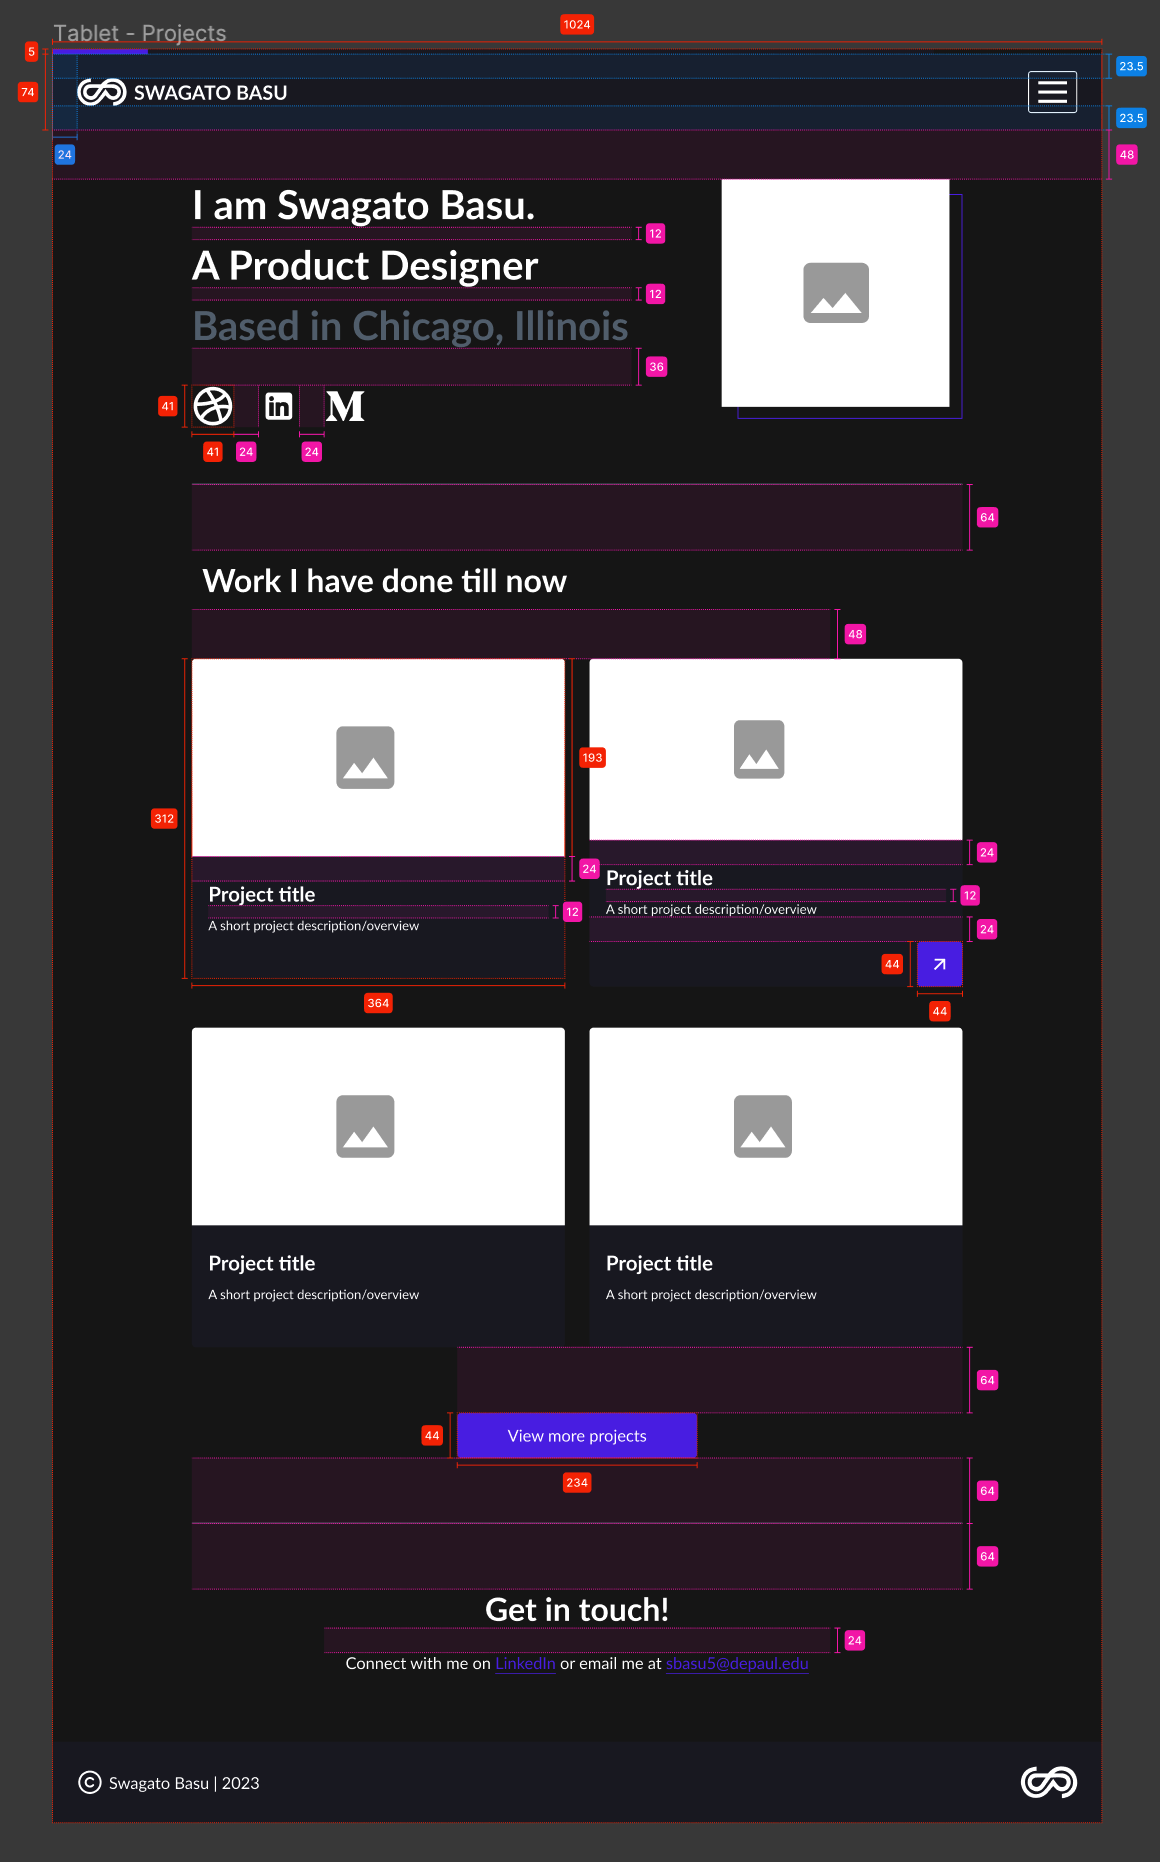 Tablet - Projects
1024
5
74
23.5
SWAGATO BASU
23.5
24
48
I am Swagato Basu.
12
A Product Designer
12
Based in Chicago, Illinois
36
41
41
24
24
64
Work I have done till now
48
312
193
24
24
Project title
Project title
12
12
A short project description/overview
A short project description/overview
24
44
364
44
Project title
Project title
A short project description/overview
A short project description/overview
64
44
View more projects
234
64
64
Get in touch!
24
Connect with me on LinkedIn or email me at sbasu5@depaul.edu
© Swagato Basu | 2023